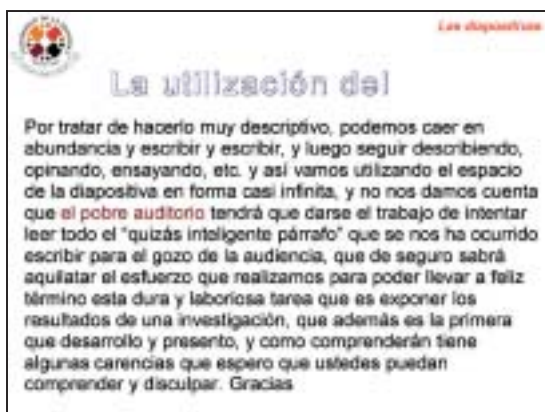 Las diapositivas
La utilización del
Por tratar de hacerlo muy descriptivo, podemos caer en
abundancia y escribir y escribir, y luego seguir describiendo,
opinando, ensayando, etc. y así vamos utilizando el espacio
de la diapositiva en forma casi infinita, y no nos damos cuenta
que el pobre auditorio tendrá que darse el trabajo de intentar
leer todo el "quizás inteligente párrafo" que se nos ha ocurrido
escribir para el gozo de la audiencia, que de seguro sabrá
aquilatar el esfuerzo que realizamos para poder llevar a feliz
término esta dura y laboriosa tarea que es exponer los
resultados de una investigación, que además es la primera
que desarrollo y presento, y como comprenderán tiene
algunas carencias que espero que ustedes puedan
comprender y disculpar. Gracias